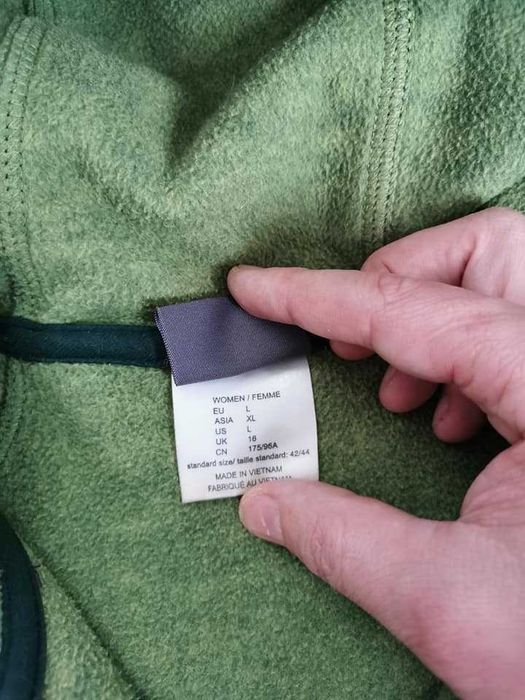 WOMEN / FEMME
EU L
ASIA XL
US L
UK 16
CN 175/96A
standard size/ taille standard: 42/44
MADE IN VIETNAM
FABRIQUÉ AU VIETNAM